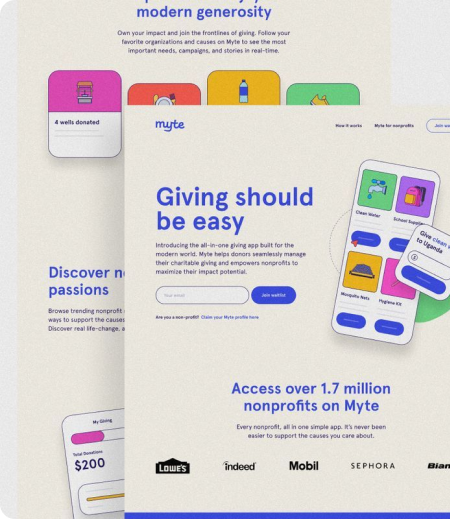 modern generosity
Own your impact and join the frontlines of giving. Follow your
favorite organizations and causes on Myte to see the most
important needs, campaigns, and stories in real-time.
4 wells donated
Discover n
passions
Browse trending nonprofit
ways to support the causes
Discover real life-change, a
My Giving
Total Donations
$200
myte
How it works
Myte for nonprofits
Join wa
Giving should
be easy
Introducing the all-in-one giving app built for the
modern world. Myte helps donors seamlessly manage
their charitable giving and empowers nonprofits to
maximize their impact potential.
Your email
Join waitlist
Are you a non-profit? Claim your Myte profile here
Clean Water
School Supplies
Mosquito Nets
Hygiene Kit
Give clean w
to Uganda
Access over 1.7 million
nonprofits on Myte
Every nonprofit, all in one simple app. It's never been
easier to support the causes you care about.
LOWE'S
indeed
Mobil
SEPHORA
Bian